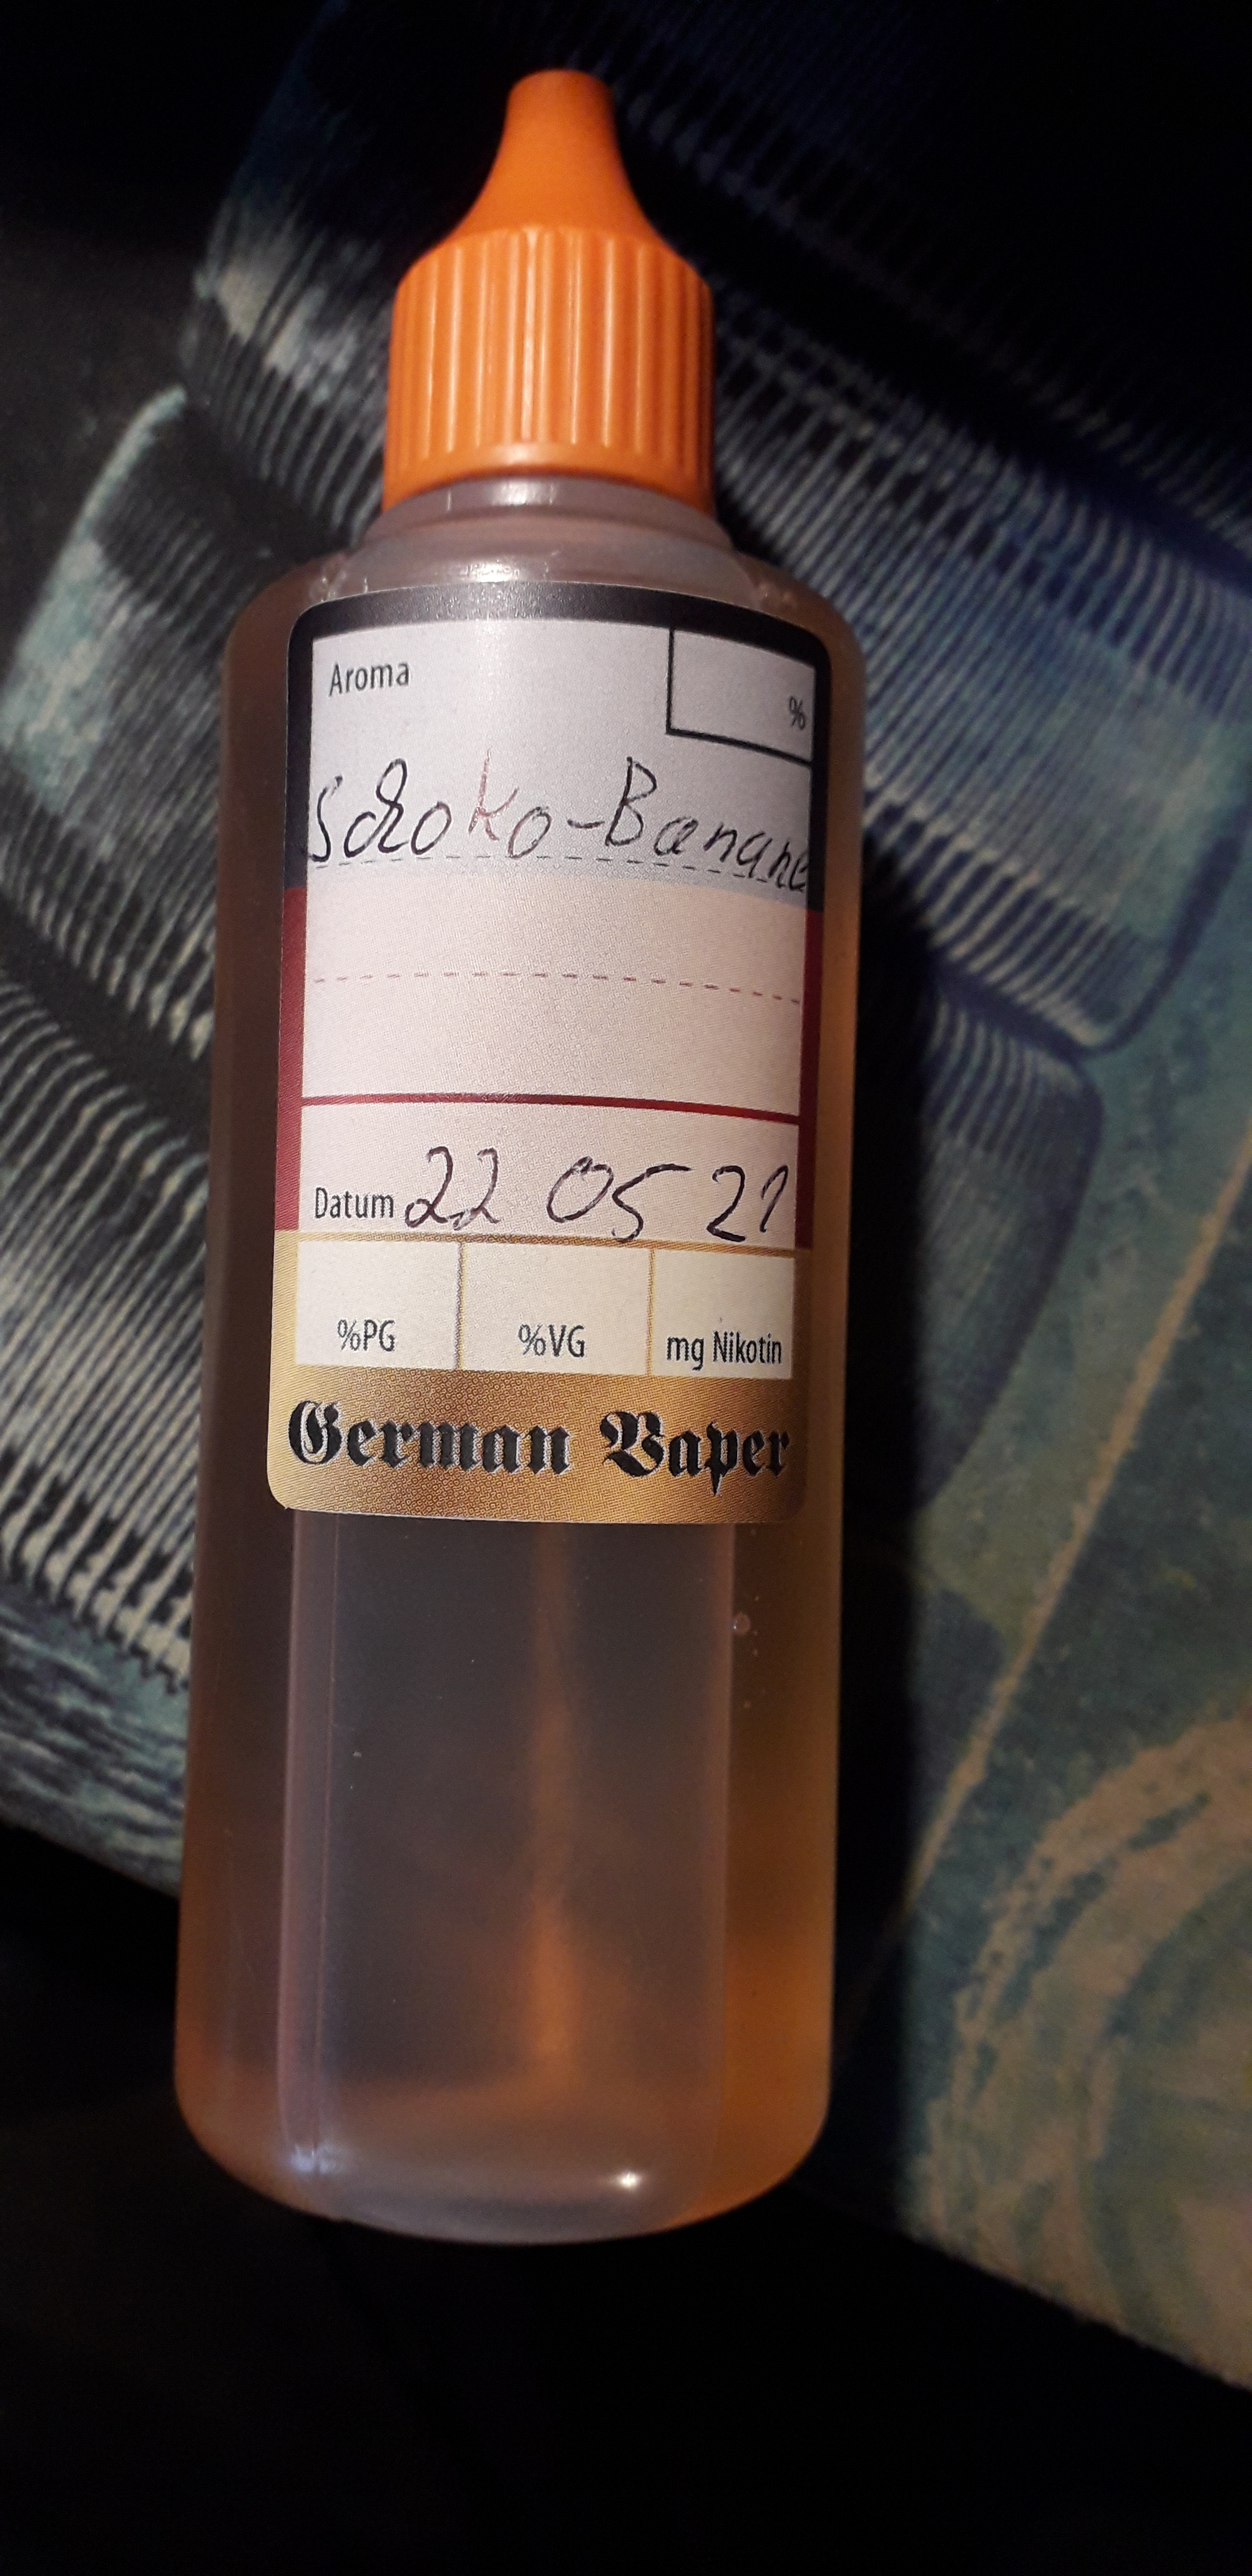 Aroma
%
Schoko-Banane
Datum 22 05 21
%PG %VG mg Nikotin
German Vaper